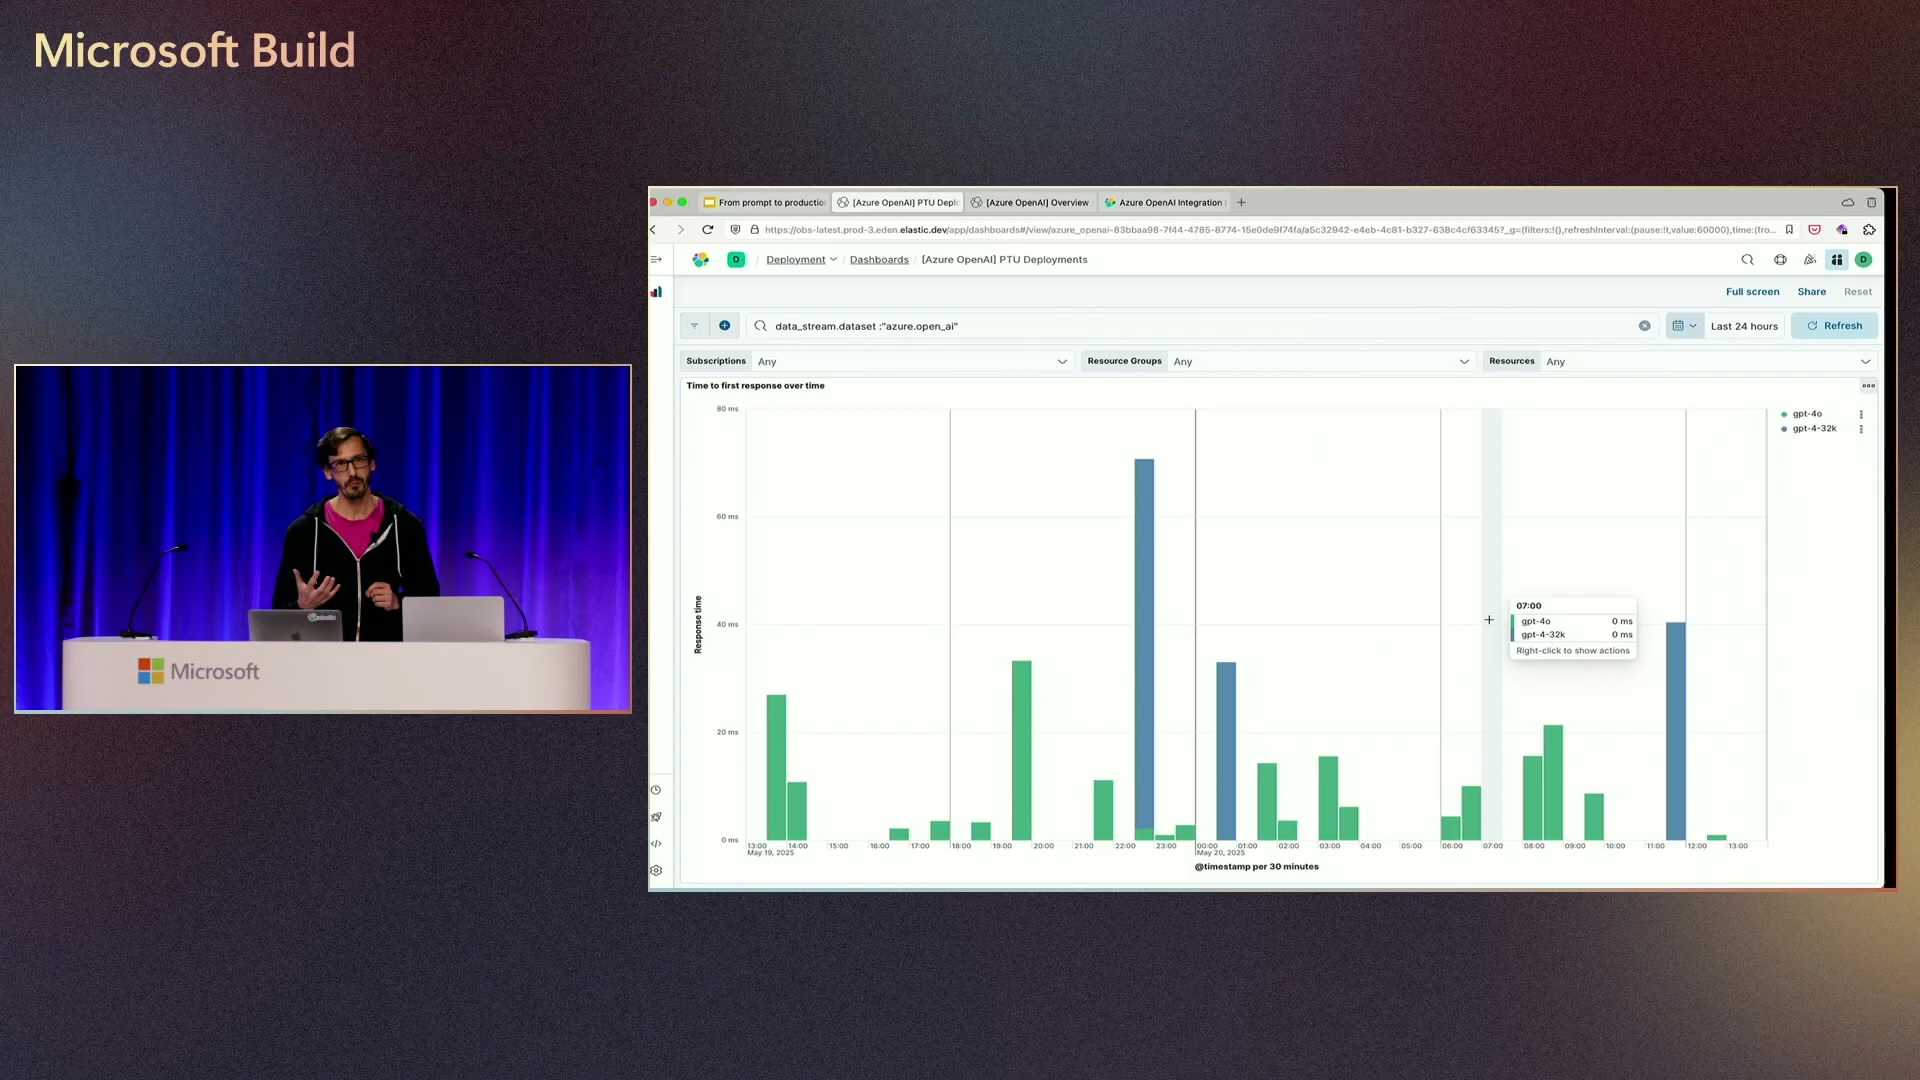 Microsoft Build
From prompt to productio
[Azure OpenAI] PTU Depl
[Azure OpenAI] Overview
Azure OpenAI Integration
https://obs-latest.prod-3.eden.elastic.dev/app/dashboards#/view/azure_openai-83bbaa98-7f44-4785-8774-15e0de9f74fa/a5c32942-e4eb-4c81-b327-638c4cf63345?_g=(filters:!(),refreshInterval:(pause:!t,value:60000),time:(fro...
D / Deployment / Dashboards / [Azure OpenAI] PTU Deployments
D
Full screen Share Reset
data_stream.dataset :"azure.open_ai"
Last 24 hours
Refresh
Subscriptions Any
Resource Groups Any
Resources Any
Time to first response over time
80 ms
60 ms
40 ms
20 ms
0 ms
Response time
gpt-4o
gpt-4-32k
07:00
gpt-4o 0 ms
gpt-4-32k 0 ms
Right-click to show actions
13:00 14:00 15:00 16:00 17:00 18:00 19:00 20:00 21:00 22:00 23:00 00:00 01:00 02:00 03:00 04:00 05:00 06:00 07:00 08:00 09:00 10:00 11:00 12:00 13:00
May 19, 2025 May 20, 2025
@timestamp per 30 minutes
Microsoft